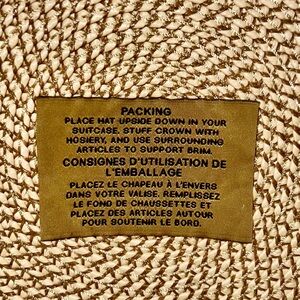 PACKING
PLACE HAT UPSIDE DOWN IN YOUR
SUITCASE, STUFF CROWN WITH
HOSIERY, AND USE SURROUNDING
ARTICLES TO SUPPORT BRIM.
CONSIGNES D'UTILISATION DE
L'EMBALLAGE
PLACEZ LE CHAPEAU À L'ENVERS
DANS VOTRE VALISE. REMPLISSEZ
LE FOND DE CHAUSSETTES ET
PLACEZ DES ARTICLES AUTOUR
POUR SOUTENIR LE BORD.